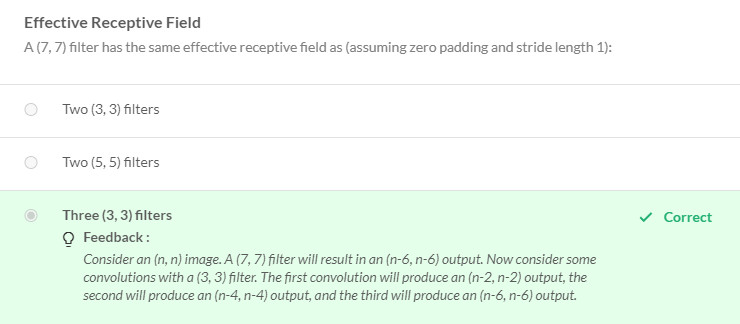 Effective Receptive Field
A (7, 7) filter has the same effective receptive field as (assuming zero padding and stride length 1):
Two (3, 3) filters
Two (5, 5) filters
Three (3, 3) filters
Correct
Feedback :
Consider an (n, n) image. A (7, 7) filter will result in an (n-6, n-6) output. Now consider some
convolutions with a (3, 3) filter. The first convolution will produce an (n-2, n-2) output, the
second will produce an (n-4, n-4) output, and the third will produce an (n-6, n-6) output.